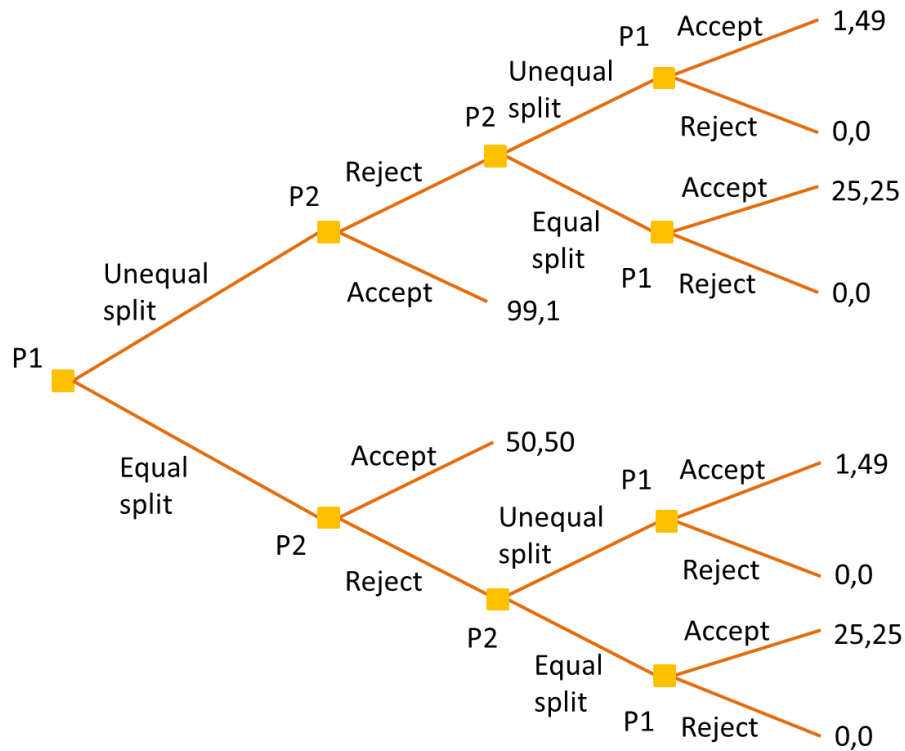 P1
Accept
1,49
Unequal
split
P2
Reject
0,0
Reject
Accept
25,25
P2
Equal
split
Unequal
split
Accept
P1
Reject
0,0
99,1
P1
Equal
split
Accept
50,50
P1
Accept
1,49
Unequal
split
P2
Reject
Reject
0,0
P2
Accept
25,25
Equal
split
P1
Reject
0,0